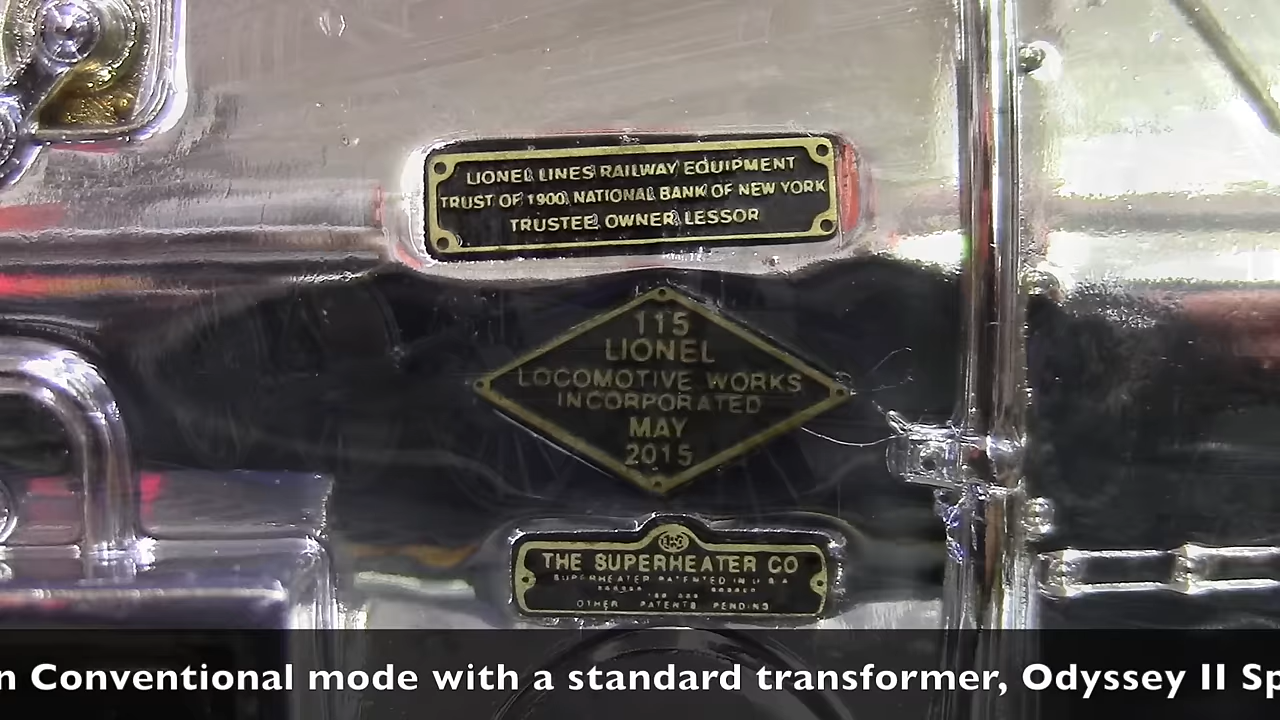 LIONEL LINES RAILWAY EQUIPMENT
TRUST OF 1900, NATIONAL BANK OF NEW YORK
TRUSTEE, OWNER, LESSOR
115
LIONEL
LOCOMOTIVE WORKS
INCORPORATED
MAY
2015
THE SUPERHEATER CO
SUPERHEATER PATENTED IN U S A
OTHER PATENTS PENDING
n Conventional mode with a standard transformer, Odyssey II Sp